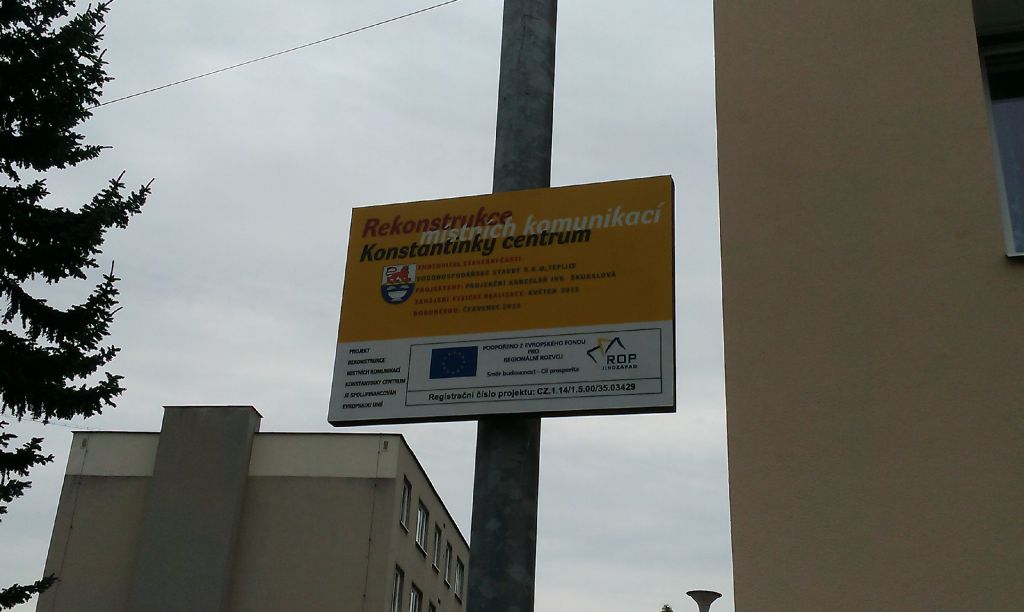 Rekonstrukce
místních komunikací
Konstantinky centrum
ZHOTOVITEL STAVEBNÍ ČÁSTI:
VODOHOSPODÁŘSKÉ STAVBY S.R.O, TEPLICE
PROJEKTANT: PROJEKČNÍ KANCELÁŘ ING. ŠKUBALOVÁ
ZAHÁJENÍ FYZICKÉ REALIZACE: KVĚTEN 2015
DOKONČENO: ČERVENEC 2015
PROJEKT
REKONSTRUKCE
MÍSTNÍCH KOMUNIKACÍ
KONSTANTINKY CENTRUM
JE SPOLUFINANCOVÁN
EVROPSKOU UNIÍ
PODPOŘENO Z EVROPSKÉHO FONDU
PRO
REGIONÁLNÍ ROZVOJ
Směr budoucnost - Cíl prosperita
ROP
JIHOZÁPAD
Registrační číslo projektu: CZ.1.14/1.5.00/35.03429